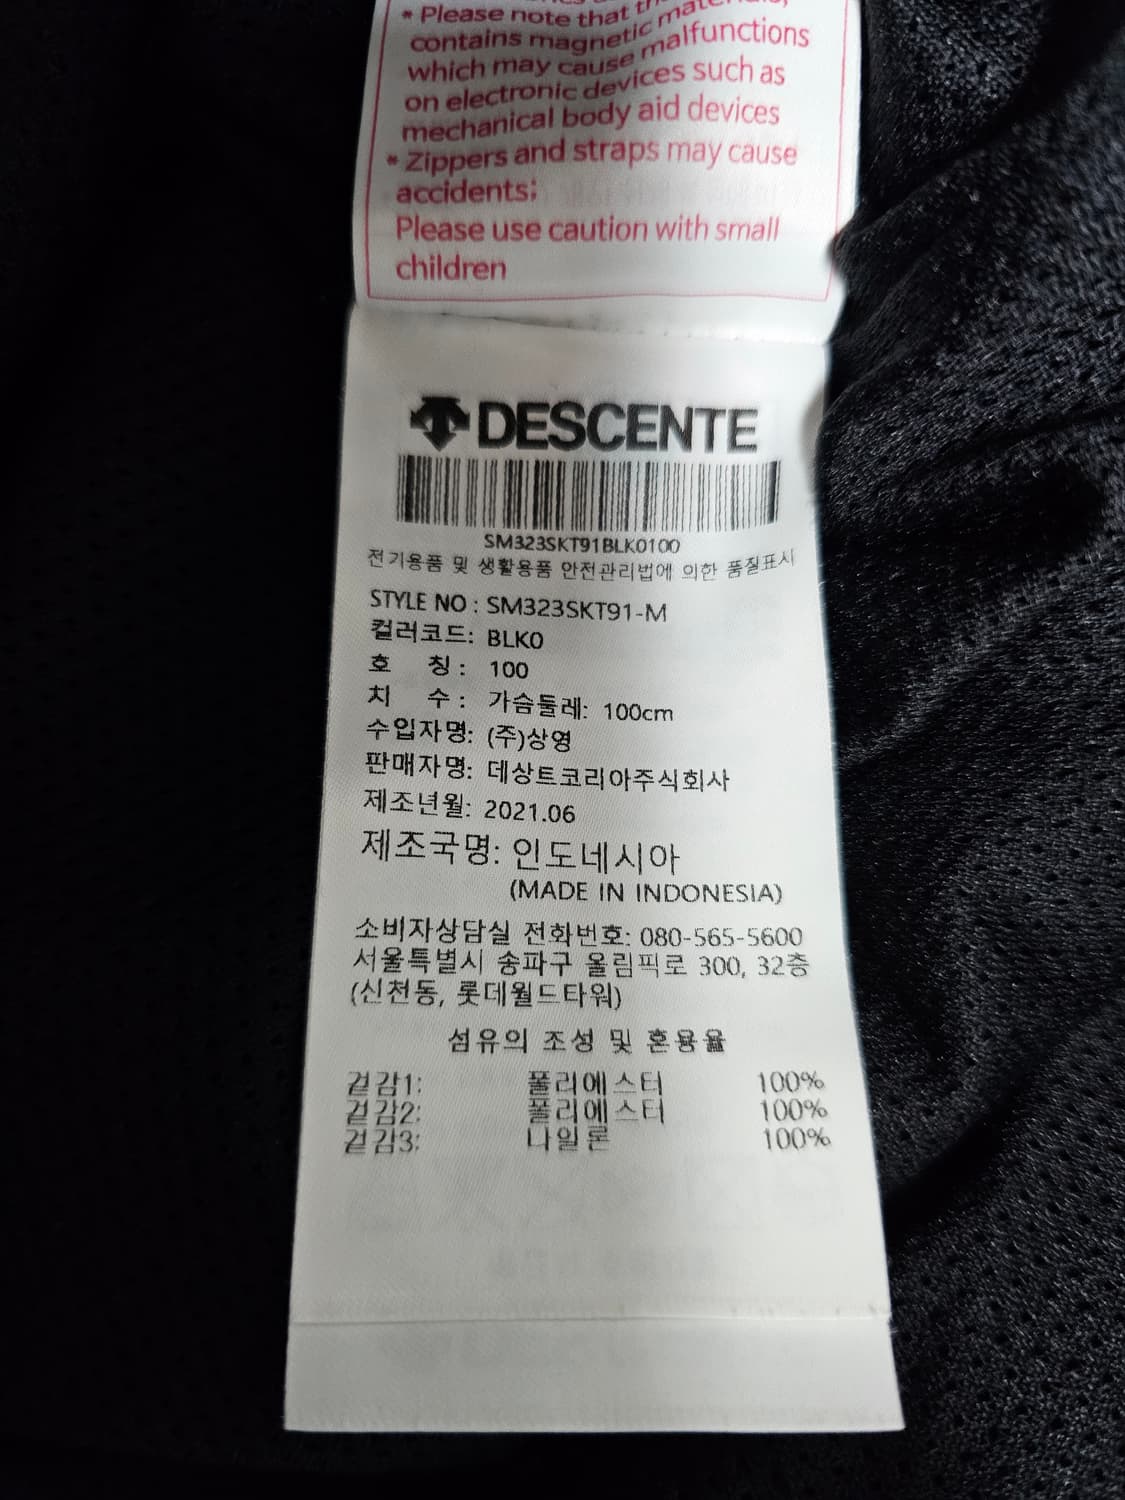 * Please note that
contains magnetic
which may cause malfunctions
on electronic devices such as
mechanical body aid devices
* Zippers and straps may cause
accidents;
Please use caution with small
children
DESCENTE
SM323SKT91BLK0100
전기용품 및 생활용품 안전관리법에 의한 품질표시
STYLE NO : SM323SKT91-M
컬러코드: BLK0
호 칭 : 100
치 수 : 가슴둘레: 100cm
수입자명: (주)상영
판매자명: 데상트코리아주식회사
제조년월: 2021.06
제조국명: 인도네시아
(MADE IN INDONESIA)
소비자상담실 전화번호: 080-565-5600
서울특별시 송파구 올림픽로 300, 32층
(신천동, 롯데월드타워)
섬유의 조성 및 혼용율
겉감1: 폴리에스터 100%
겉감2: 폴리에스터 100%
겉감3: 나일론 100%